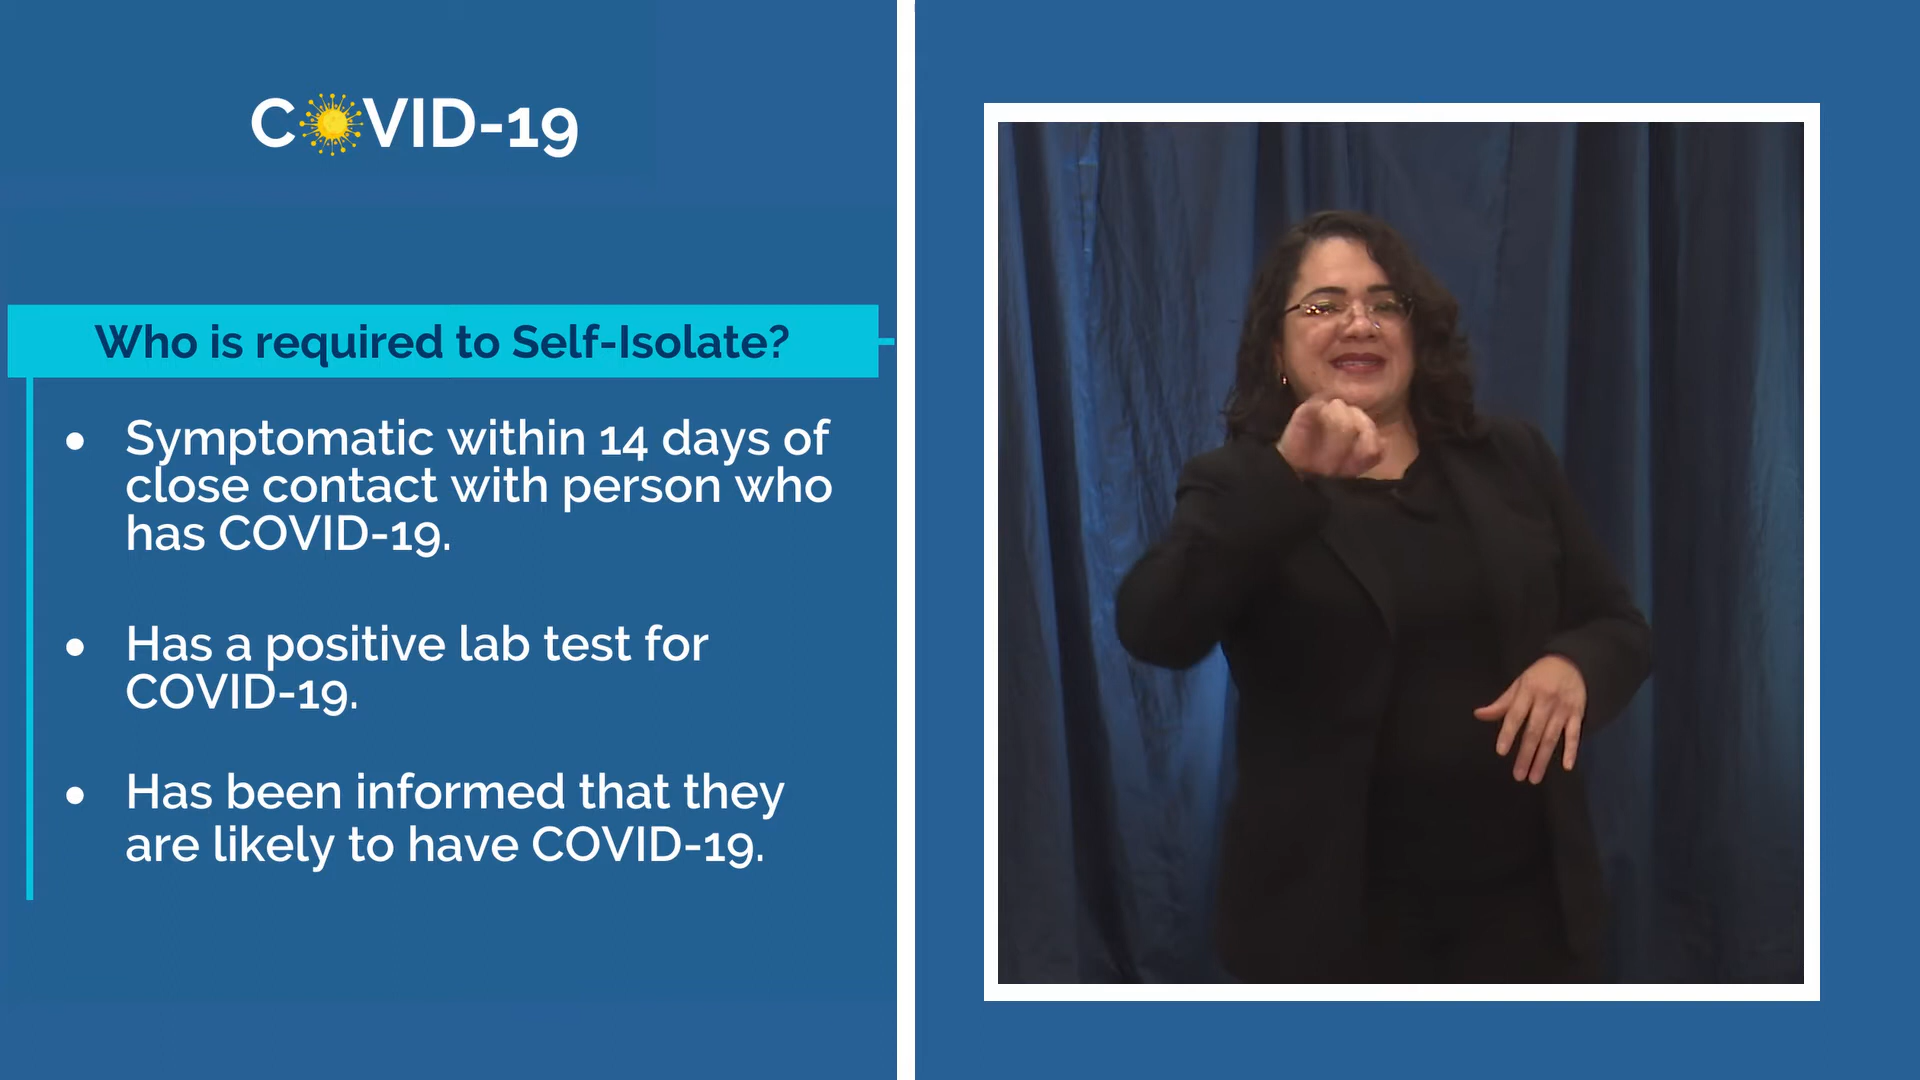 COVID-19
Who is required to Self-Isolate?
• Symptomatic within 14 days of
close contact with person who
has COVID-19.
• Has a positive lab test for
COVID-19.
• Has been informed that they
are likely to have COVID-19.